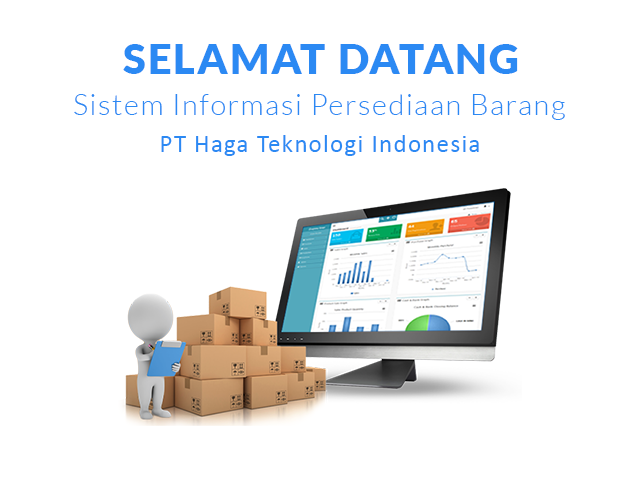 SELAMAT DATANG
Sistem Informasi Persediaan Barang
PT Haga Teknologi Indonesia